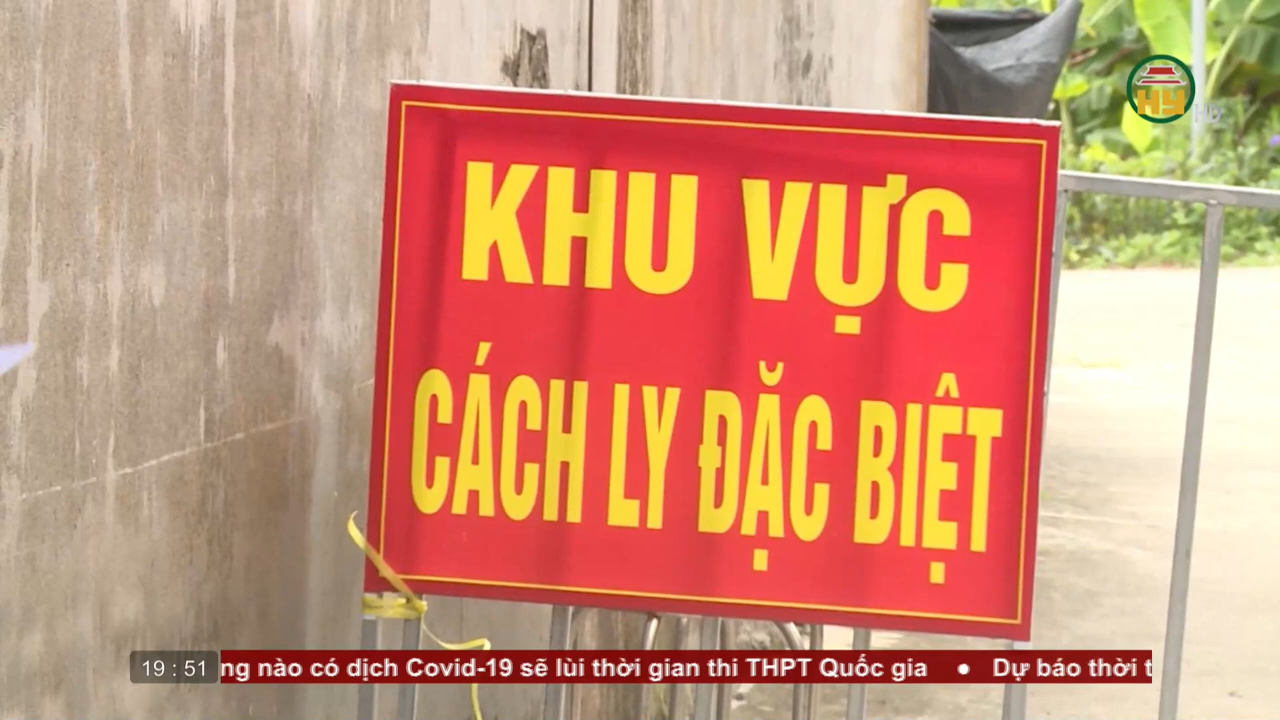 HY
HD
KHU VỰC
CÁCH LY ĐẶC BIỆT
19 : 51
ng nào có dịch Covid-19 sẽ lùi thời gian thi THPT Quốc gia ● Dự báo thời